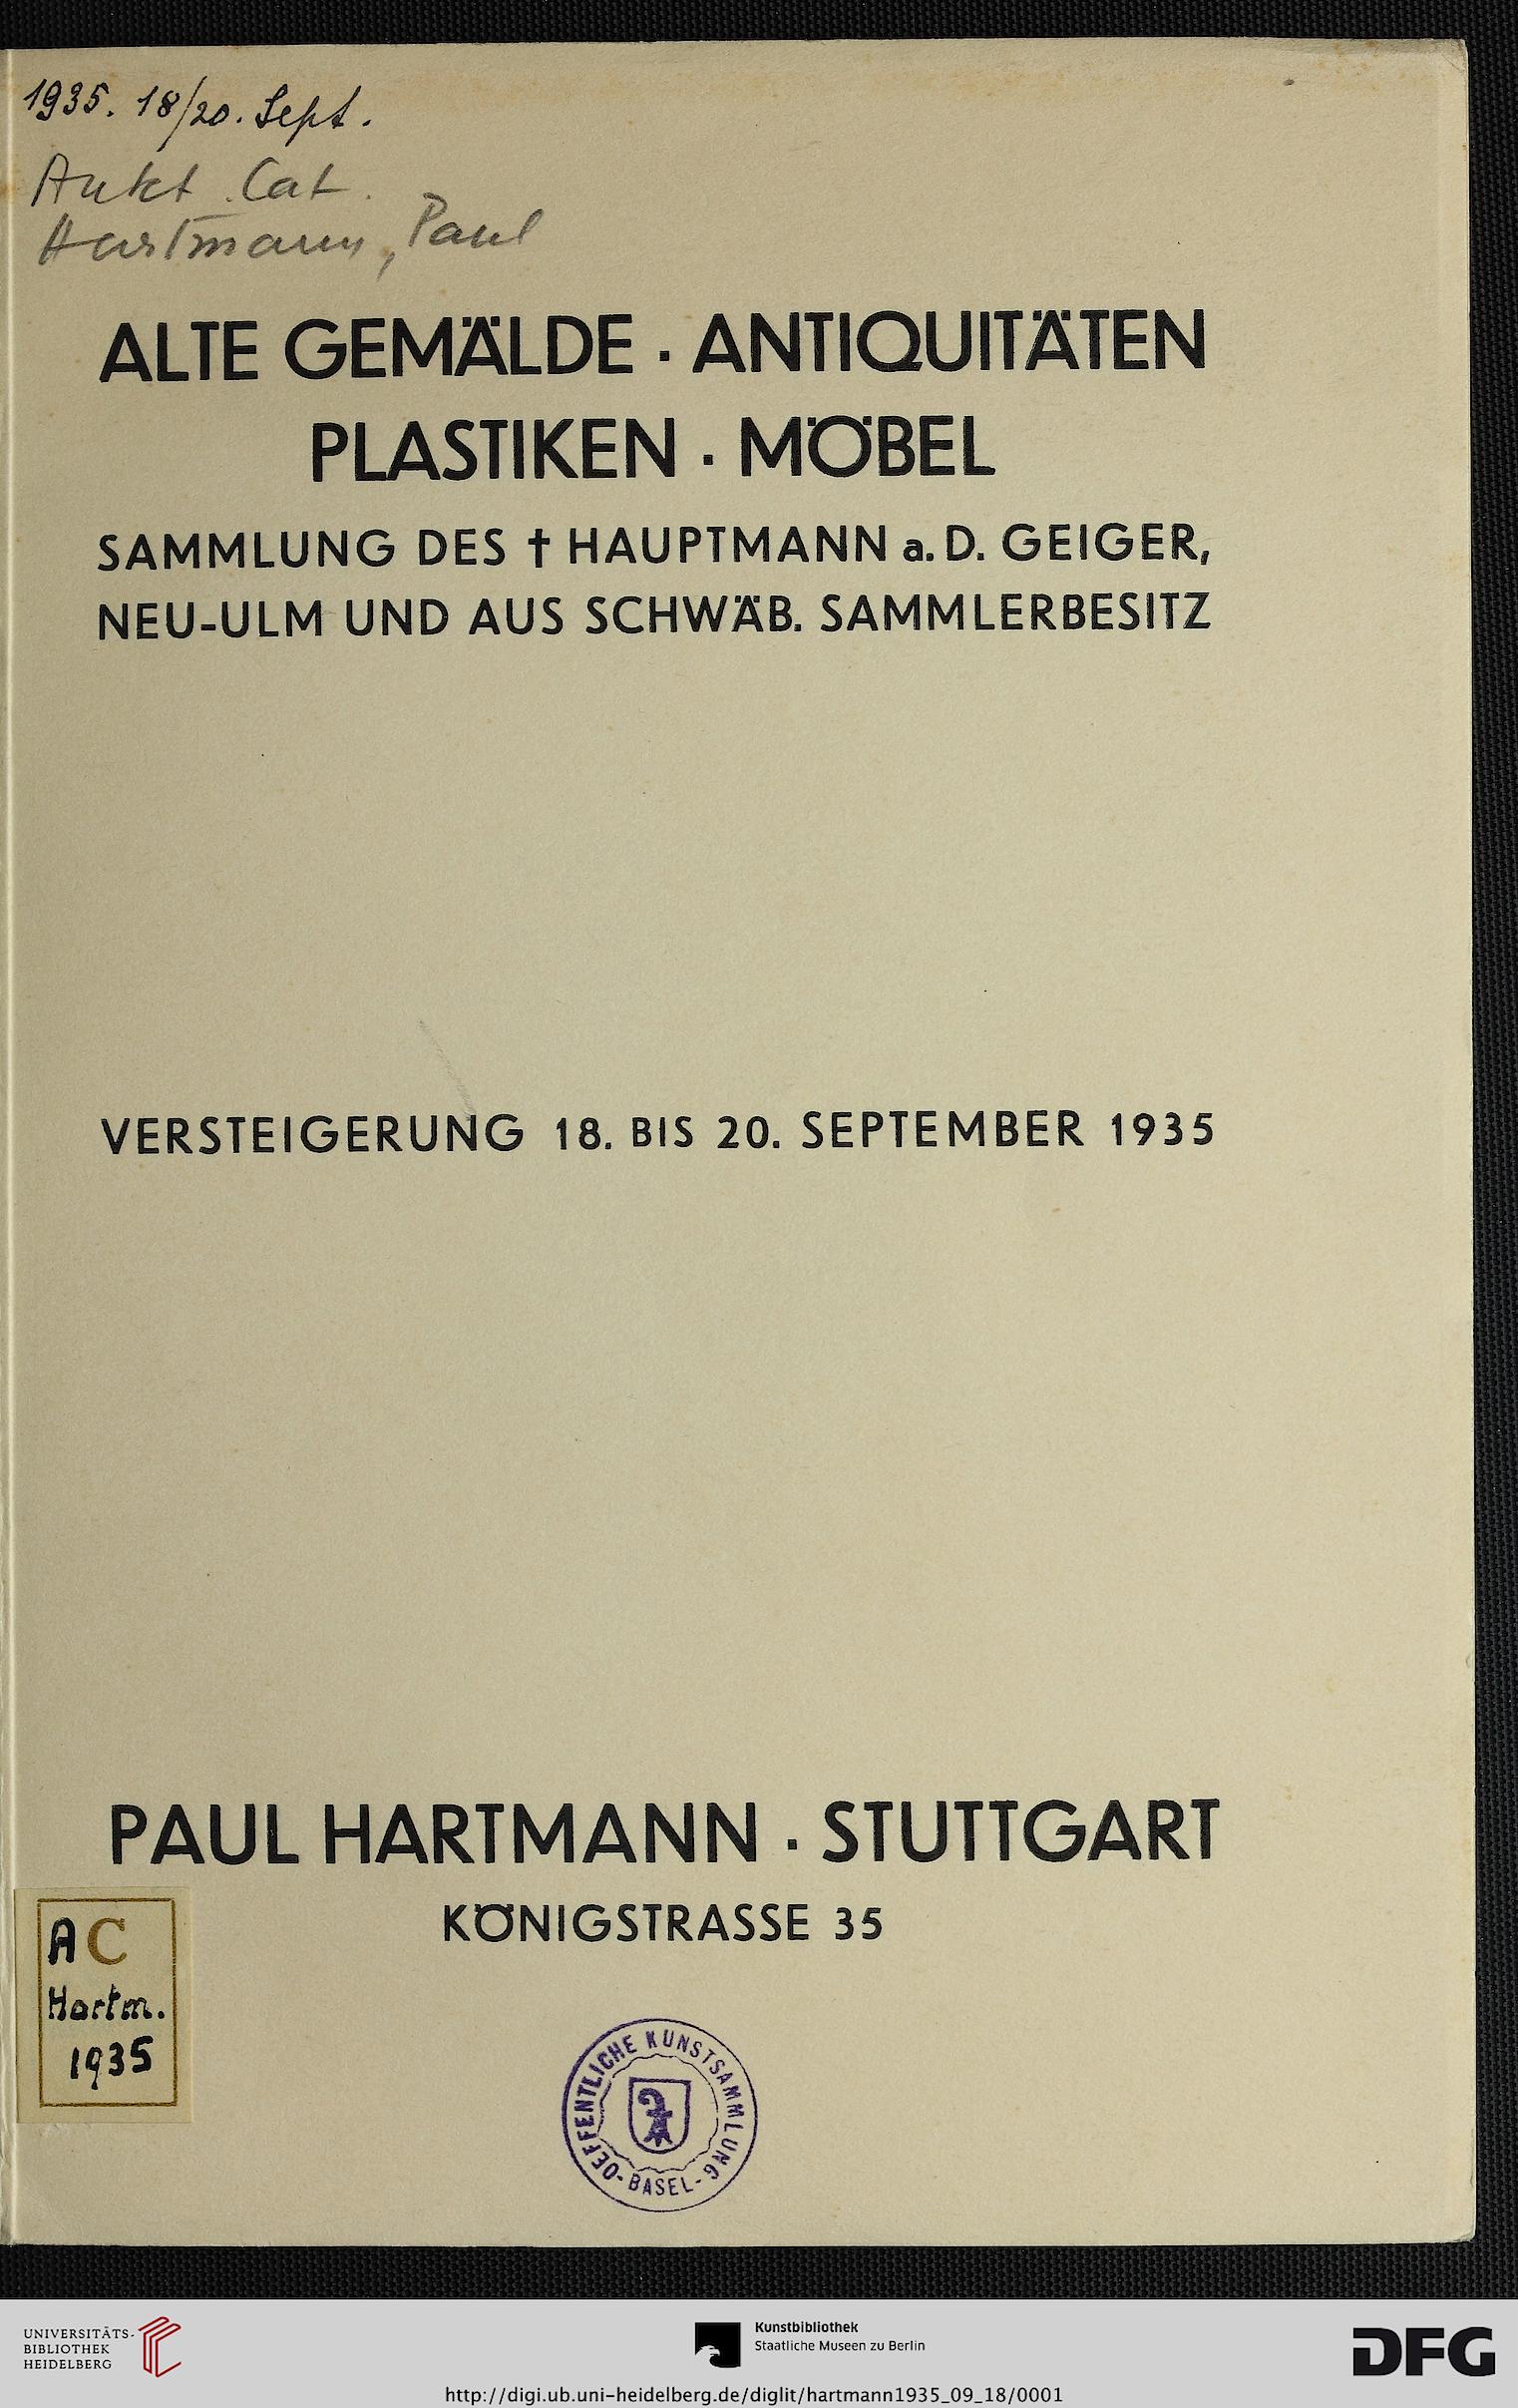 1935. 18/20. Sept.
Aukt. Cat.
Hartmann, Paul
ALTE GEMÄLDE · ANTIQUITÄTEN
PLASTIKEN · MÖBEL
SAMMLUNG DES † HAUPTMANN a. D. GEIGER,
NEU-ULM UND AUS SCHWÄB. SAMMLERBESITZ
VERSTEIGERUNG 18. BIS 20. SEPTEMBER 1935
PAUL HARTMANN · STUTTGART
KÖNIGSTRASSE 35
AC
Hartm.
1935
OEFFENTLICHE KUNSTSAMMLUNG
-BASEL-
UNIVERSITÄTS-
BIBLIOTHEK
HEIDELBERG
Kunstbibliothek
Staatliche Museen zu Berlin
DFG
http://digi.ub.uni-heidelberg.de/diglit/hartmann1935_09_18/0001